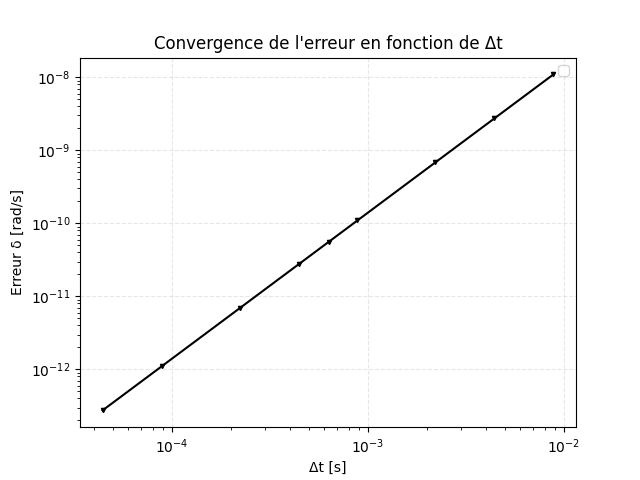 Convergence de l'erreur en fonction de Δt
Erreur δ [rad/s]
10⁻⁸
10⁻⁹
10⁻¹⁰
10⁻¹¹
10⁻¹²
10⁻⁴
10⁻³
10⁻²
Δt [s]